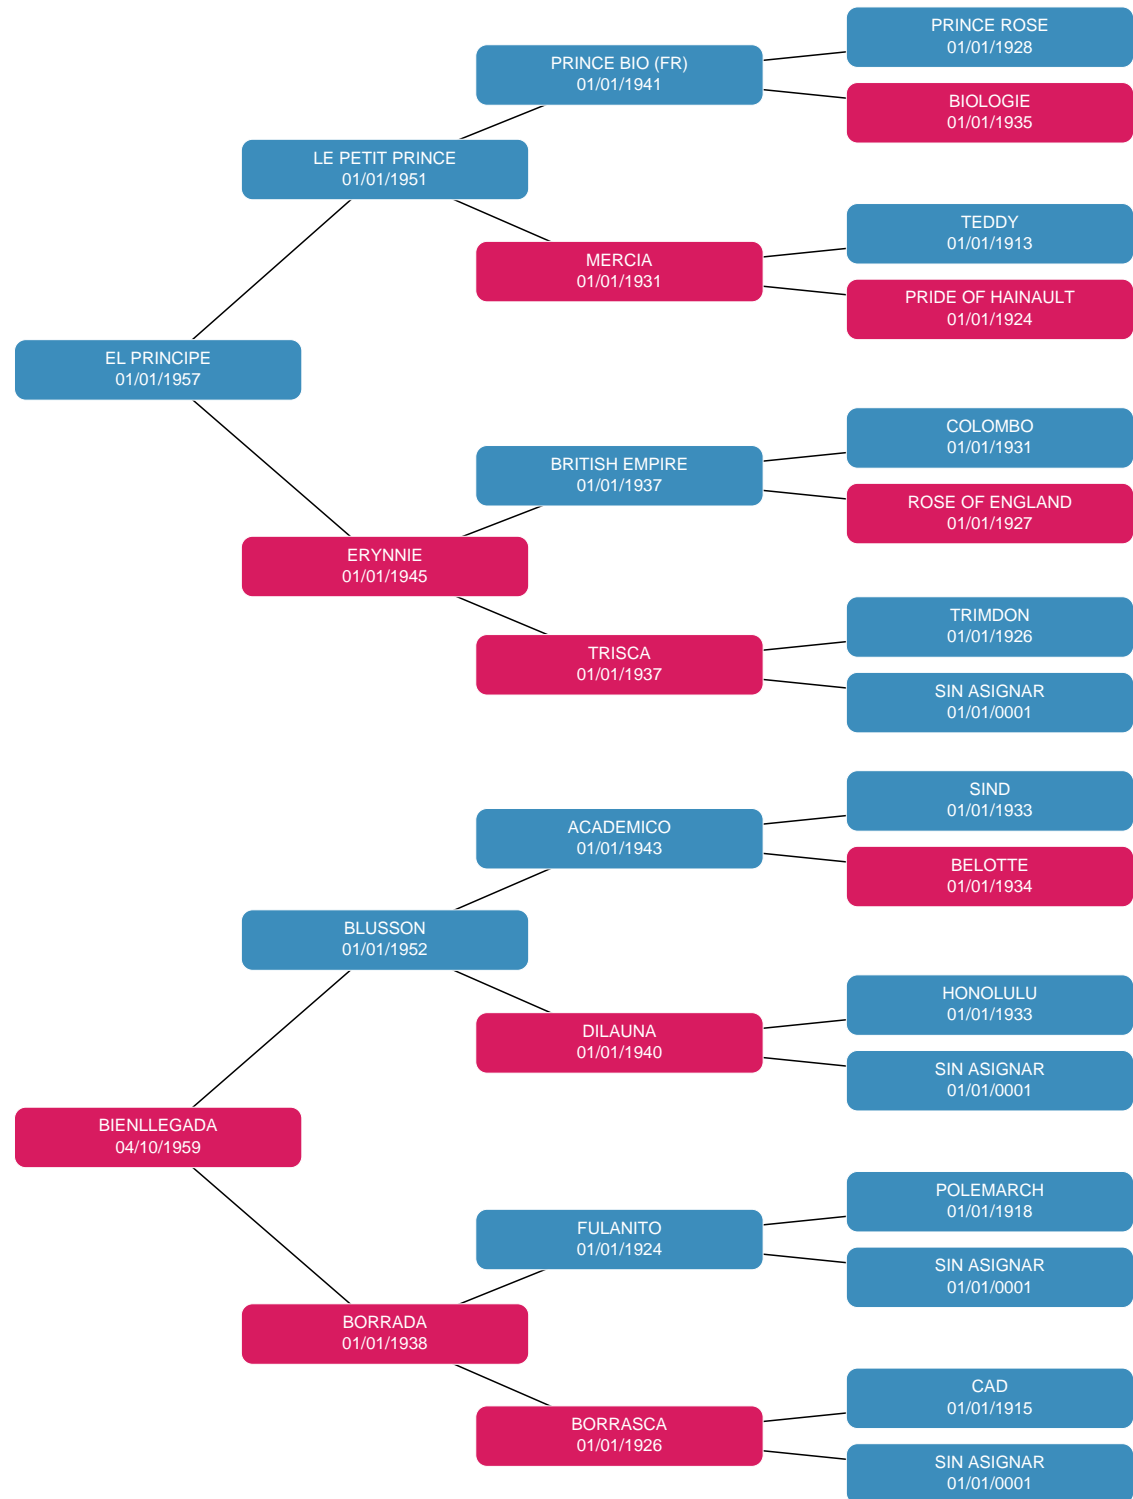 PRINCE ROSE
01/01/1928
PRINCE BIO (FR)
01/01/1941
BIOLOGIE
01/01/1935
LE PETIT PRINCE
01/01/1951
TEDDY
01/01/1913
MERCIA
01/01/1931
PRIDE OF HAINAULT
01/01/1924
EL PRINCIPE
01/01/1957
COLOMBO
01/01/1931
BRITISH EMPIRE
01/01/1937
ROSE OF ENGLAND
01/01/1927
ERYNNIE
01/01/1945
TRIMDON
01/01/1926
TRISCA
01/01/1937
SIN ASIGNAR
01/01/0001
SIND
01/01/1933
ACADEMICO
01/01/1943
BELOTTE
01/01/1934
BLUSSON
01/01/1952
HONOLULU
01/01/1933
DILAUNA
01/01/1940
SIN ASIGNAR
01/01/0001
BIENLLEGADA
04/10/1959
POLEMARCH
01/01/1918
FULANITO
01/01/1924
SIN ASIGNAR
01/01/0001
BORRADA
01/01/1938
CAD
01/01/1915
BORRASCA
01/01/1926
SIN ASIGNAR
01/01/0001